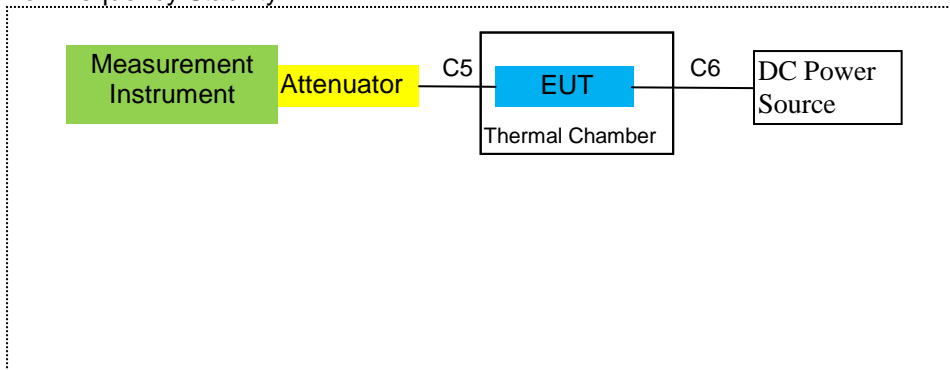 Measurement
Instrument
Attenuator
C5
EUT
Thermal Chamber
C6
DC Power
Source